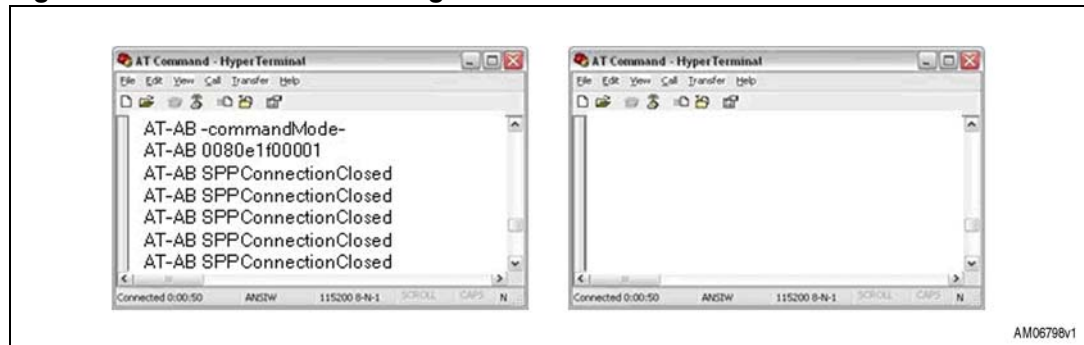 AT Command - HyperTerminal
File Edit View Call Transfer Help
AT-AB -commandMode-
AT-AB 0080e1f00001
AT-AB SPPConnectionClosed
AT-AB SPPConnectionClosed
AT-AB SPPConnectionClosed
AT-AB SPPConnectionClosed
AT-AB SPPConnectionClosed
Connected 0:00:50 ANSIW 115200 8-N-1 SCROLL CAPS N
AT Command - HyperTerminal
File Edit View Call Transfer Help
Connected 0:00:50 ANSIW 115200 8-N-1 SCROLL CAPS N
AM06798v1